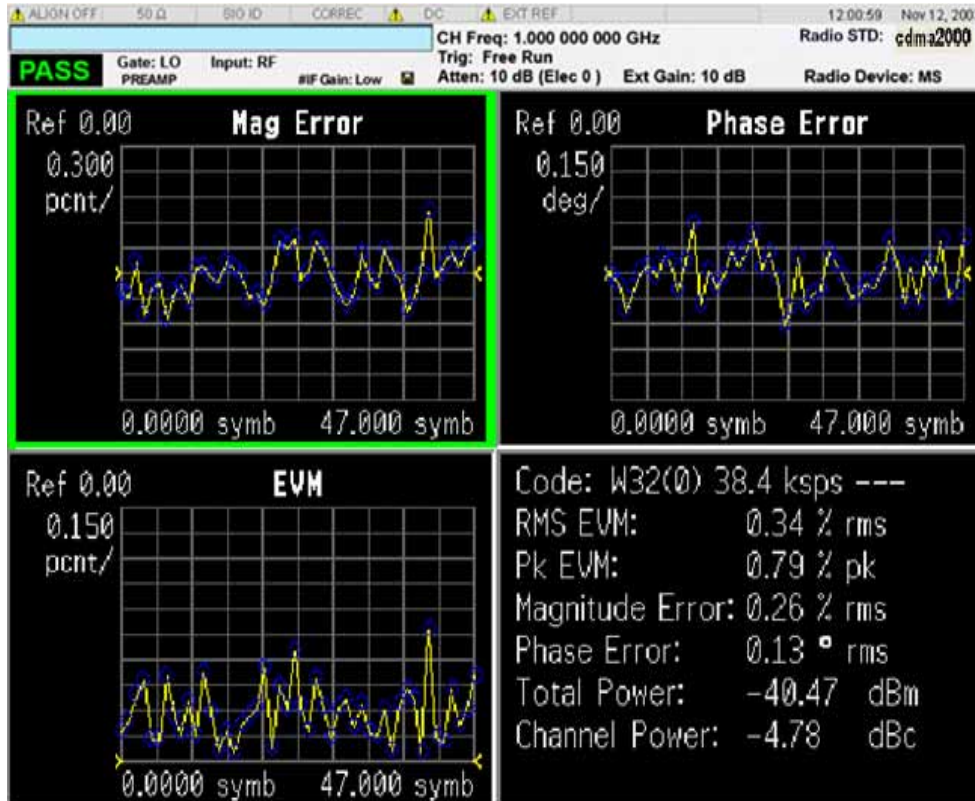 ALIGN OFF 50 Ω SIO ID CORREC DC EXT REF 12:00:59 Nov 12, 200
CH Freq: 1.000 000 000 GHz Radio STD: cdma2000
PASS Gate: LO Input: RF Trig: Free Run
PREAMP #IF Gain: Low Atten: 10 dB (Elec 0 ) Ext Gain: 10 dB Radio Device: MS
Ref 0.00 Mag Error
0.300
pcnt/
0.0000 symb 47.000 symb
Ref 0.00 Phase Error
0.150
deg/
0.0000 symb 47.000 symb
Ref 0.00 EVM
0.150
pcnt/
0.0000 symb 47.000 symb
Code: W32(0) 38.4 ksps ---
RMS EVM: 0.34 % rms
Pk EVM: 0.79 % pk
Magnitude Error: 0.26 % rms
Phase Error: 0.13 ° rms
Total Power: -40.47 dBm
Channel Power: -4.78 dBc